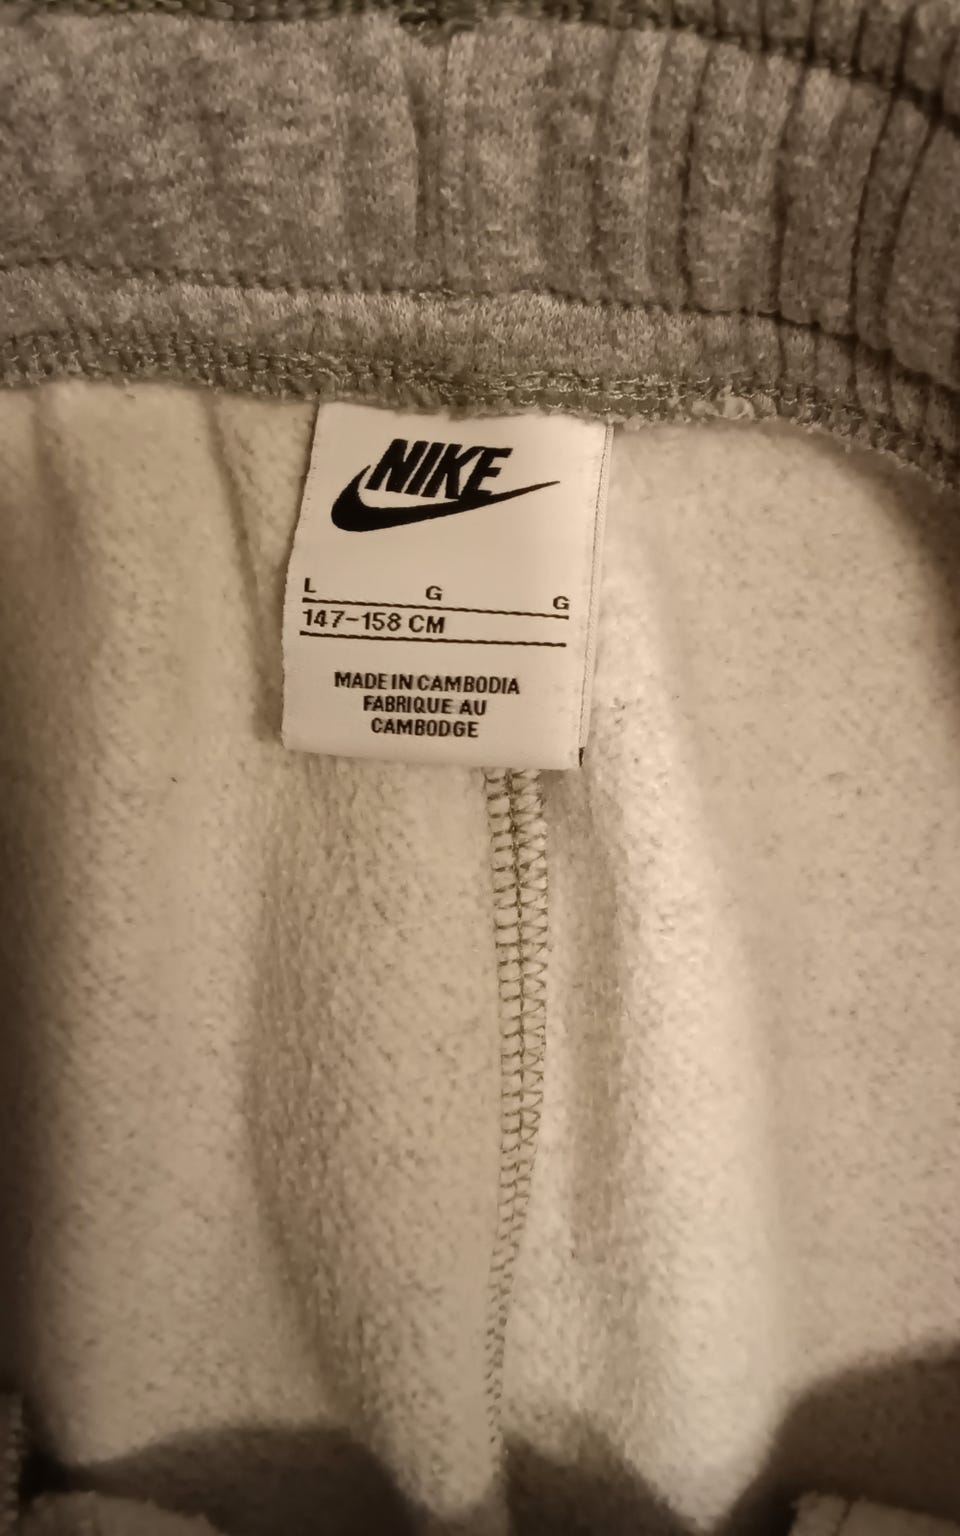 NIKE
L G G
147-158 CM
MADE IN CAMBODIA
FABRIQUE AU
CAMBODGE